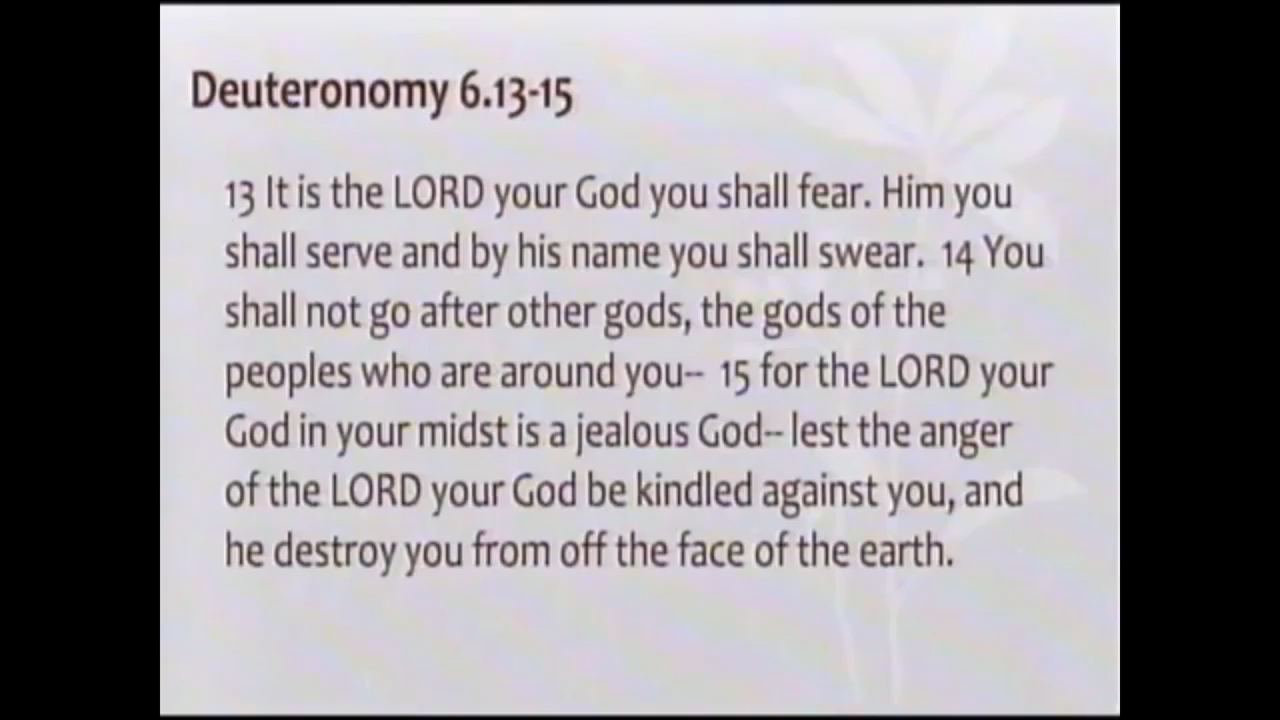 Deuteronomy 6.13-15
13 It is the LORD your God you shall fear. Him you
shall serve and by his name you shall swear. 14 You
shall not go after other gods, the gods of the
peoples who are around you-- 15 for the LORD your
God in your midst is a jealous God-- lest the anger
of the LORD your God be kindled against you, and
he destroy you from off the face of the earth.